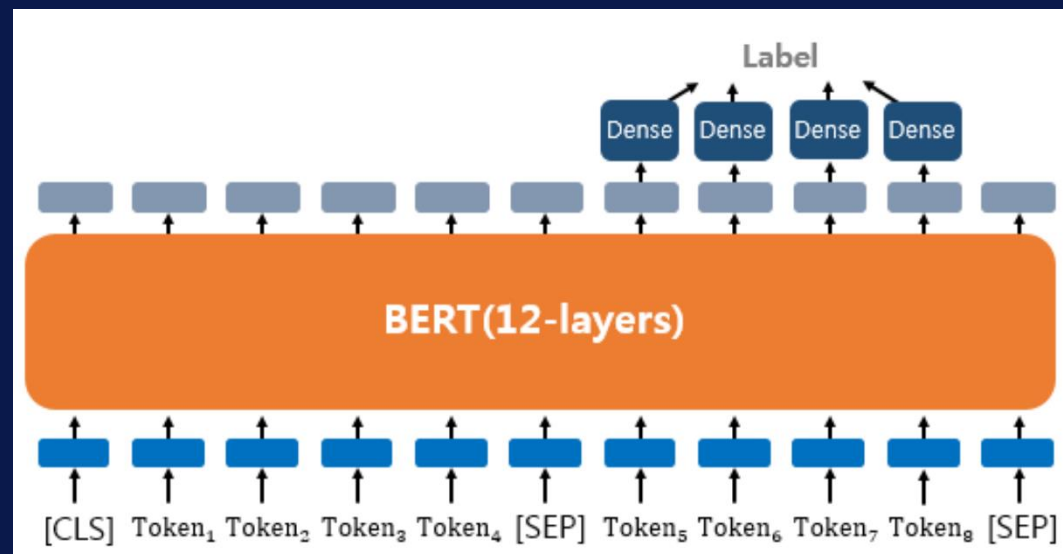 Label
Dense Dense Dense Dense
BERT(12-layers)
[CLS] Token₁ Token₂ Token₃ Token₄ [SEP] Token₅ Token₆ Token₇ Token₈ [SEP]